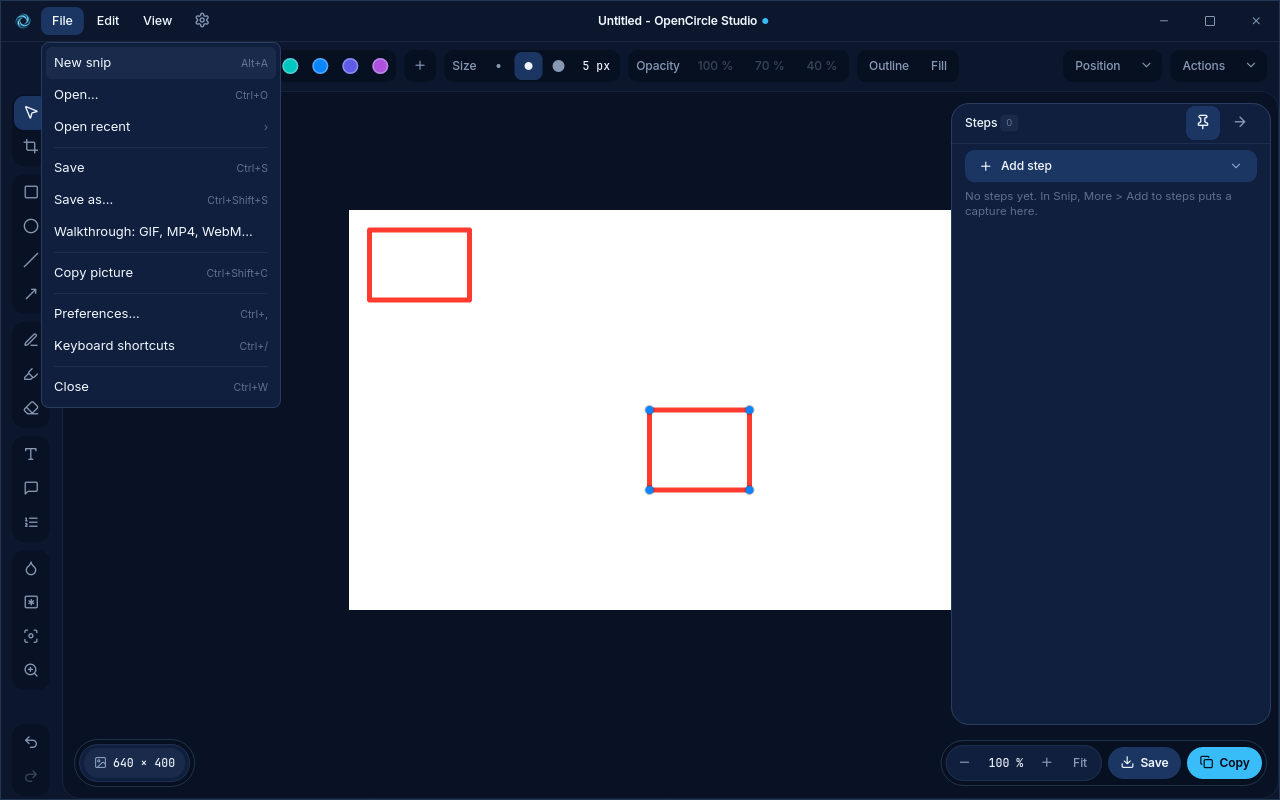 File Edit View Untitled - OpenCircle Studio
New snip Alt+A
Open... Ctrl+O
Open recent
Save Ctrl+S
Save as... Ctrl+Shift+S
Walkthrough: GIF, MP4, WebM...
Copy picture Ctrl+Shift+C
Preferences... Ctrl+,
Keyboard shortcuts Ctrl+/
Close Ctrl+W
Size 5 px Opacity 100 % 70 % 40 % Outline Fill Position Actions
Steps 0
Add step
No steps yet. In Snip, More > Add to steps puts a
capture here.
640 × 400
100 % Fit Save Copy